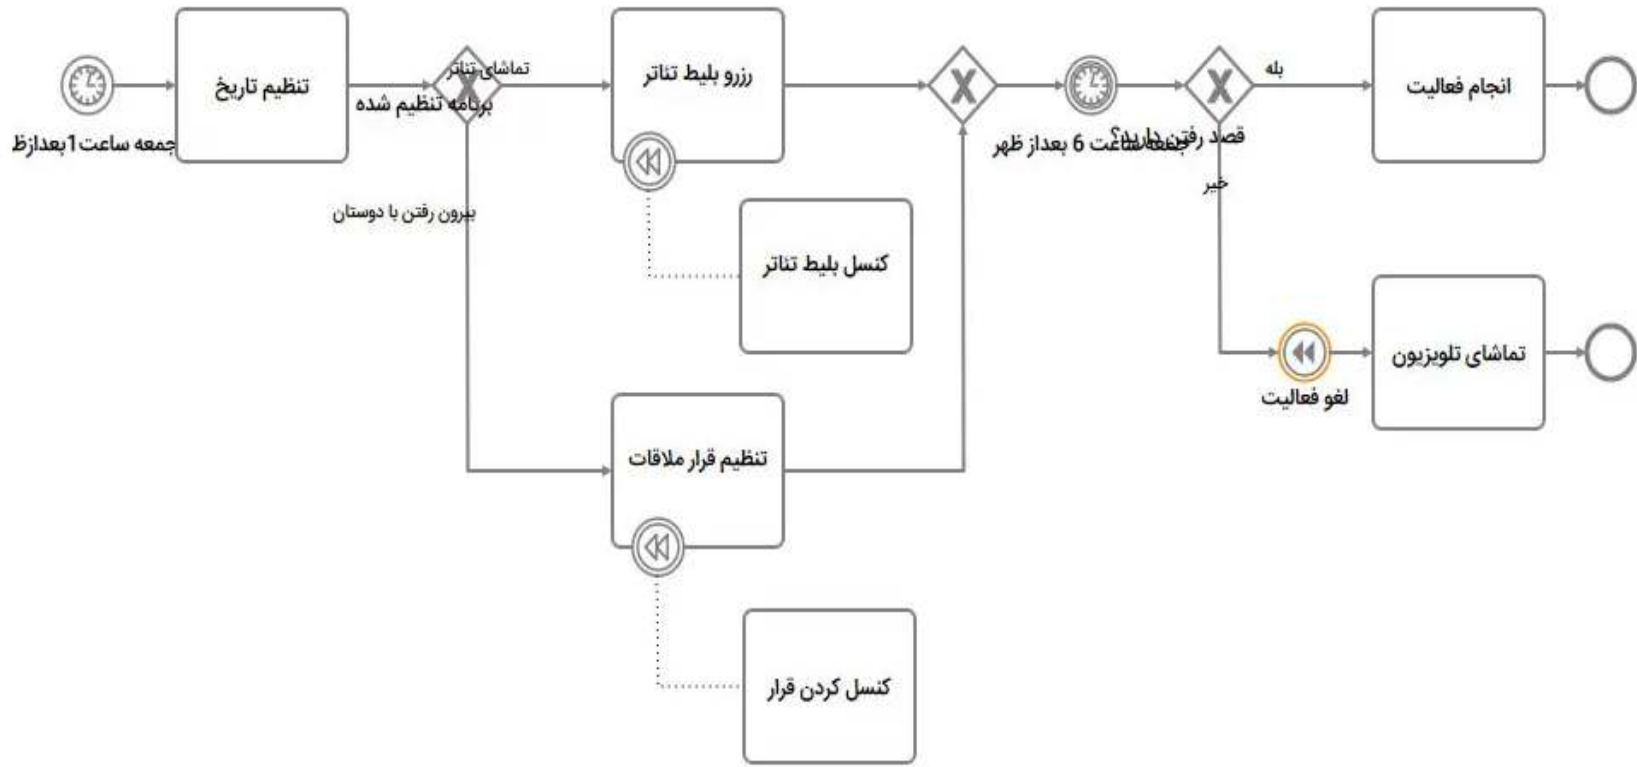 جمعه ساعت 1بعدازظ
تنظیم تاریخ
برنامه تنظیم شده
تماشای تئاتر
بیرون رفتن با دوستان
رزرو بلیط تئاتر
کنسل بلیط تئاتر
تنظیم قرار ملاقات
کنسل کردن قرار
جمعه ساعت 6 بعداز ظهر
قصد رفتن دارید؟
بله
خیر
انجام فعالیت
لغو فعالیت
تماشای تلویزیون